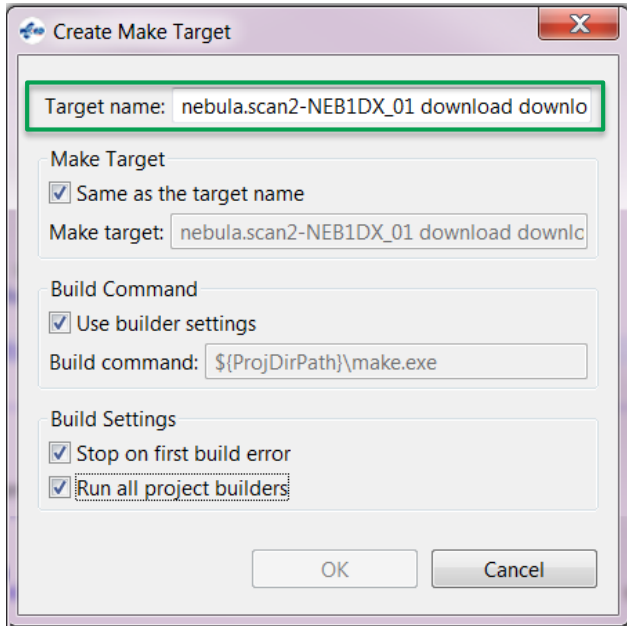 Create Make Target
Target name: nebula.scan2-NEB1DX_01 download downlo
Make Target
Same as the target name
Make target: nebula.scan2-NEB1DX_01 download downlc
Build Command
Use builder settings
Build command: ${ProjDirPath}\make.exe
Build Settings
Stop on first build error
Run all project builders
OK Cancel